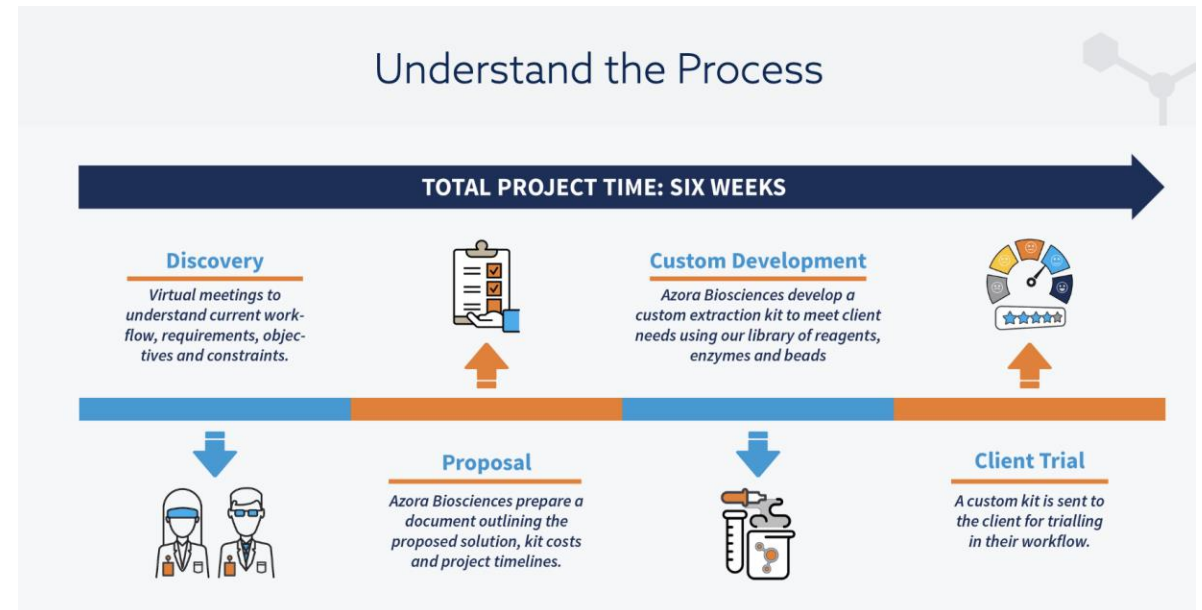 Understand the Process
TOTAL PROJECT TIME: SIX WEEKS
Discovery
Virtual meetings to
understand current work-
flow, requirements, objec-
tives and constraints.
Proposal
Azora Biosciences prepare a
document outlining the
proposed solution, kit costs
and project timelines.
Custom Development
Azora Biosciences develop a
custom extraction kit to meet client
needs using our library of reagents,
enzymes and beads
Client Trial
A custom kit is sent to
the client for trialling
in their workflow.